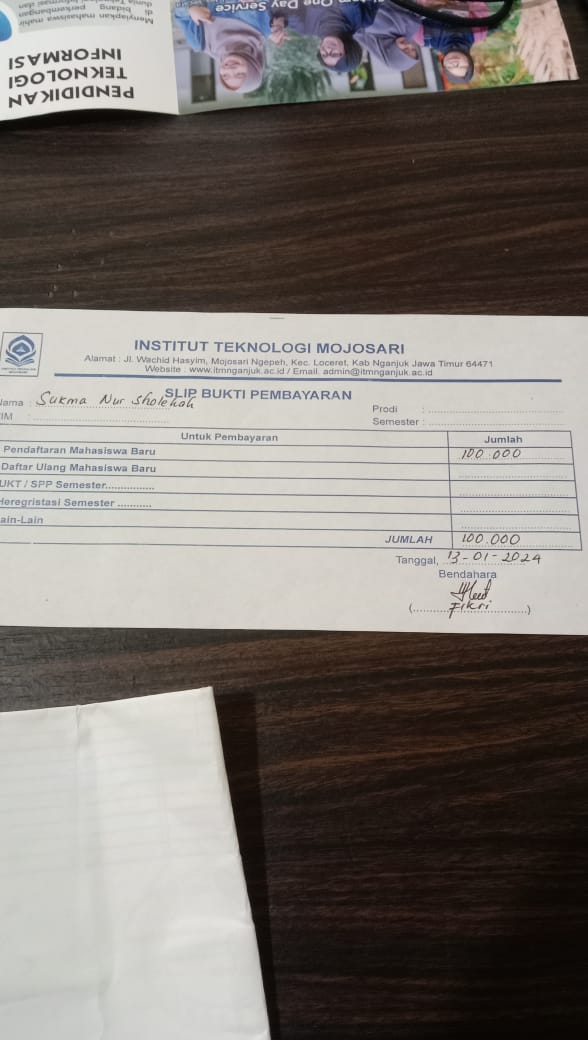 One Day Service
PENDIDIKAN
TEKNOLOGI
INFORMASI
Menyiapkan mahasiswa mahir
di bidang perkembangan
dunia
INSTITUT TEKNOLOGI MOJOSARI
Alamat : Jl. Wachid Hasyim, Mojosari Ngepeh, Kec. Loceret, Kab Nganjuk Jawa Timur 64471
Website : www.itmnganjuk.ac.id / Email. admin@itmnganjuk.ac.id
SLIP BUKTI PEMBAYARAN
Nama : Sukma Nur Sholekah
NIM :
Prodi :
Semester :
Untuk Pembayaran Jumlah
Pendaftaran Mahasiswa Baru 100.000
Daftar Ulang Mahasiswa Baru
UKT / SPP Semester................
Heregristasi Semester ...........
Lain-Lain
JUMLAH 100.000
Tanggal, 13-01-2024
Bendahara
(Fikri)